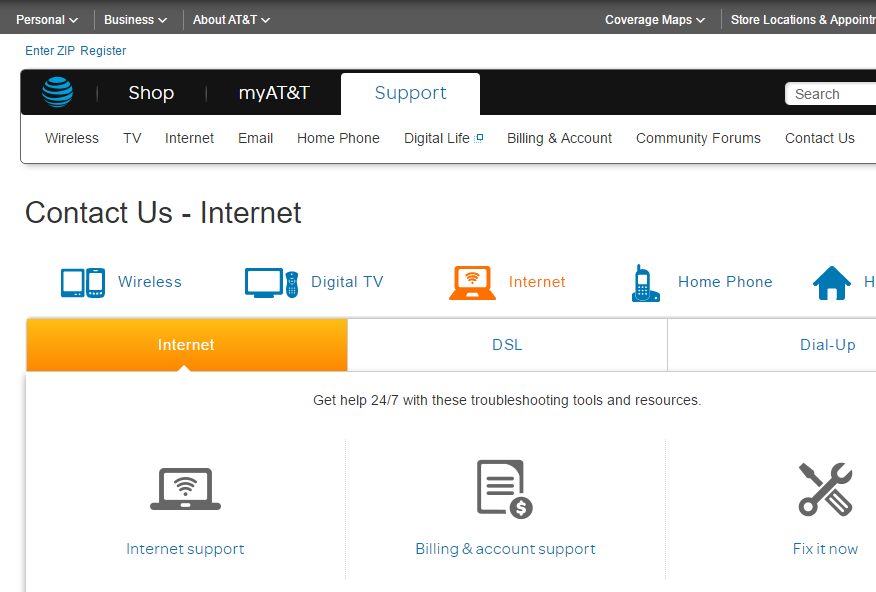 Personal Business About AT&T Coverage Maps Store Locations &
Enter ZIP Register
Shop myAT&T Support Search
Wireless TV Internet Email Home Phone Digital Life Billing & Account Community Forums Contact Us
Contact Us - Internet
Wireless Digital TV Internet Home Phone H
Internet DSL Dial-Up
Get help 24/7 with these troubleshooting tools and resources.
$
Internet support Billing & account support Fix it now